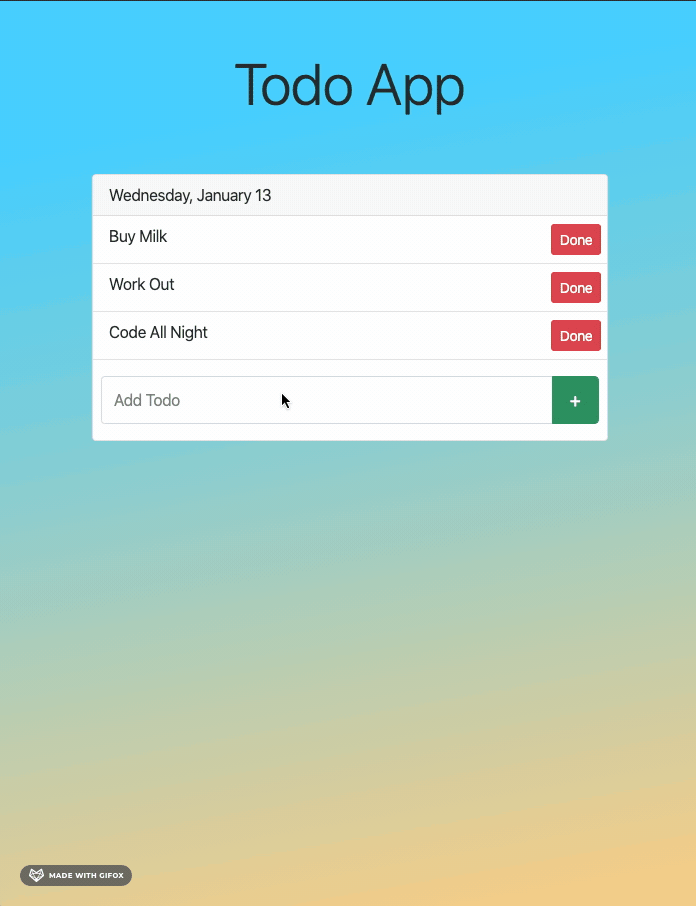 Todo App
Wednesday, January 13
Buy Milk
Done
Work Out
Done
Code All Night
Done
Add Todo
+
MADE WITH GIFOX